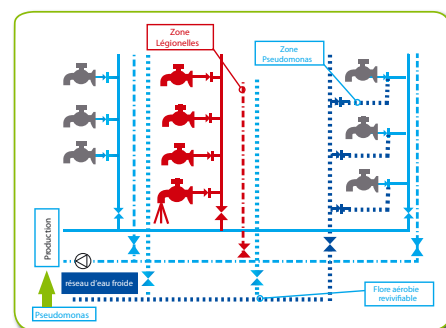 Zone
Légionelles
Zone
Pseudomonas
Production
réseau d'eau froide
Pseudomonas
Flore aérobie
revivifiable